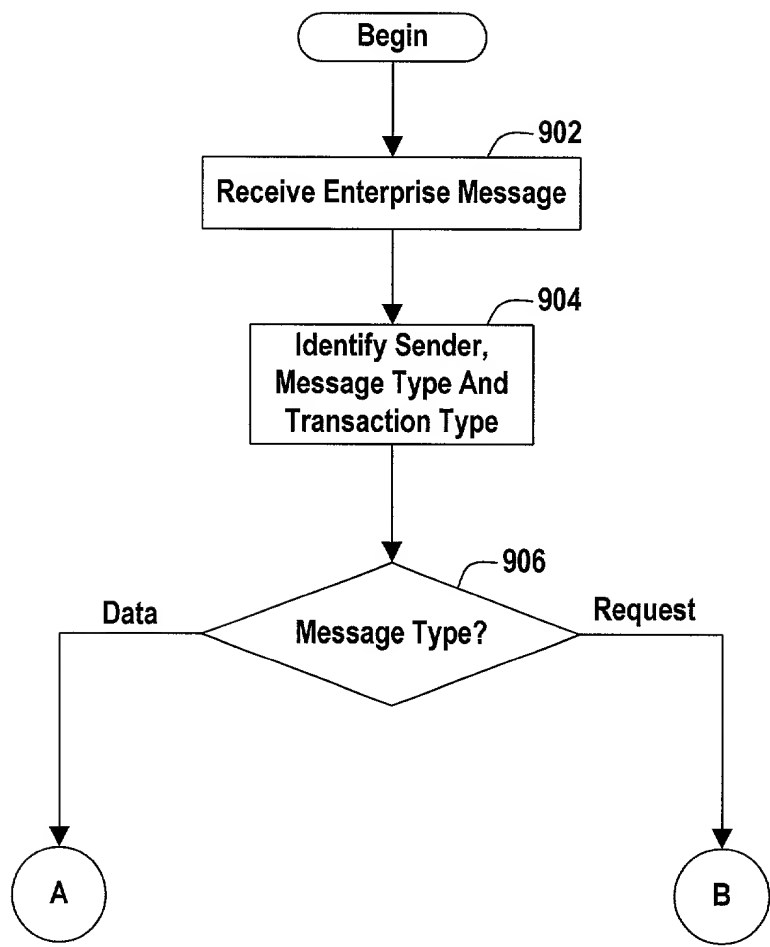 Begin
902
Receive Enterprise Message
904
Identify Sender,
Message Type And
Transaction Type
906
Data
Message Type?
Request
A
B